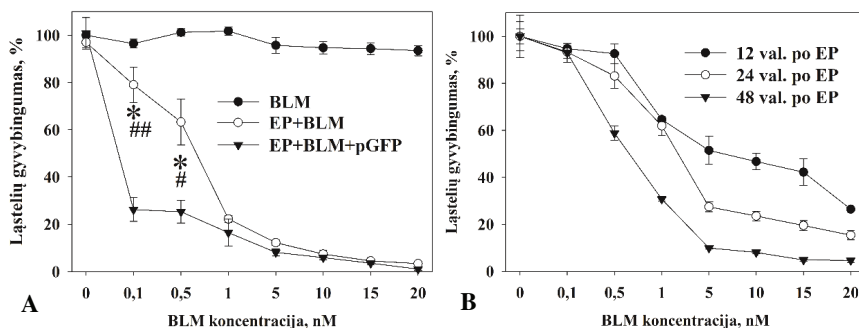 Ląstelių gyvybingumas, %
100
80
60
40
20
0
*
##
*
#
BLM
EP+BLM
EP+BLM+pGFP
0 0,1 0,5 1 5 10 15 20
BLM koncentracija, nM
A
Ląstelių gyvybingumas, %
100
80
60
40
20
0
12 val. po EP
24 val. po EP
48 val. po EP
0 0,1 0,5 1 5 10 15 20
BLM koncentracija, nM
B